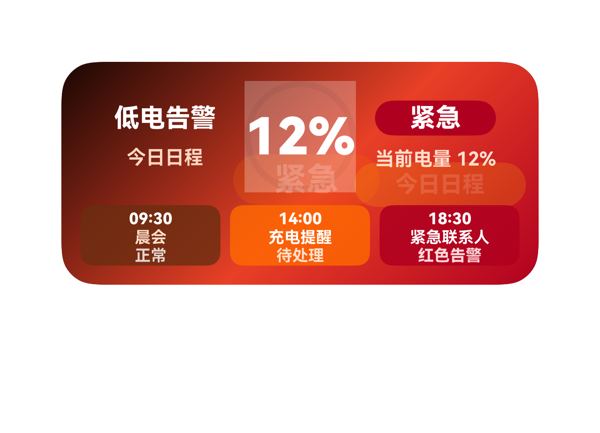 低电告警
今日日程
12%
紧急
当前电量 12%
紧急
今日日程
09:30
晨会
正常
14:00
充电提醒
待处理
18:30
紧急联系人
红色告警